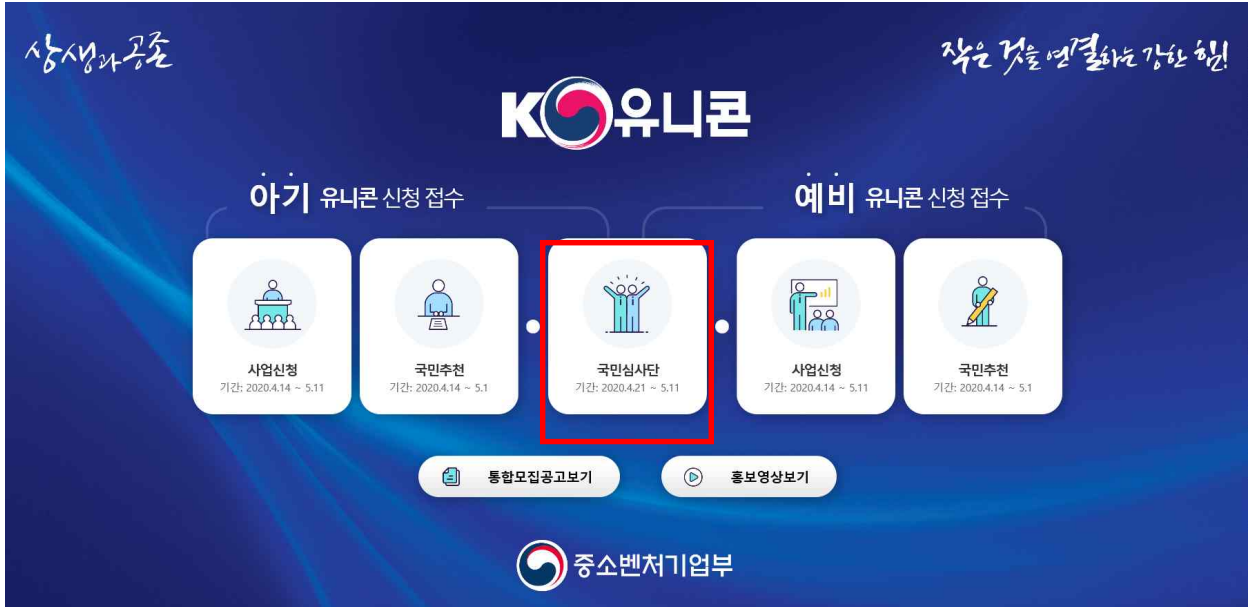 상생과 공존
작은 것을 연결하는 강한 힘!
K 유니콘
아기 유니콘 신청 접수
예비 유니콘 신청 접수
사업신청
기간: 2020.4.14 ~ 5.11
국민추천
기간: 2020.4.14 ~ 5.1
국민심사단
기간: 2020.4.21 ~ 5.11
사업신청
기간: 2020.4.14 ~ 5.11
국민추천
기간: 2020.4.14 ~ 5.1
통합모집공고보기
홍보영상보기
중소벤처기업부